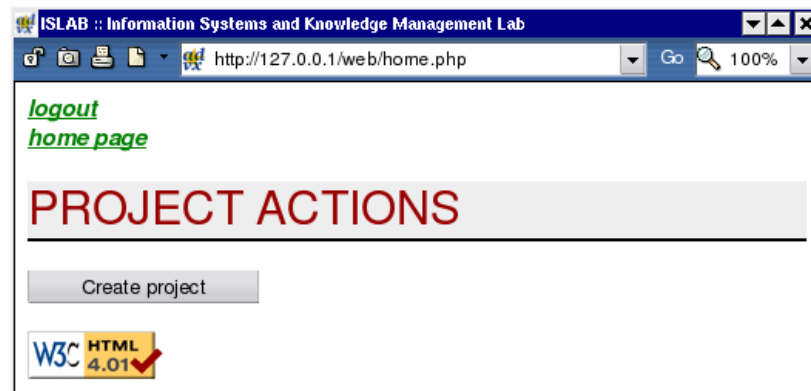 ISLAB :: Information Systems and Knowledge Management Lab
http://127.0.0.1/web/home.php Go 100%
logout
home page
PROJECT ACTIONS
Create project
W3C HTML
4.01